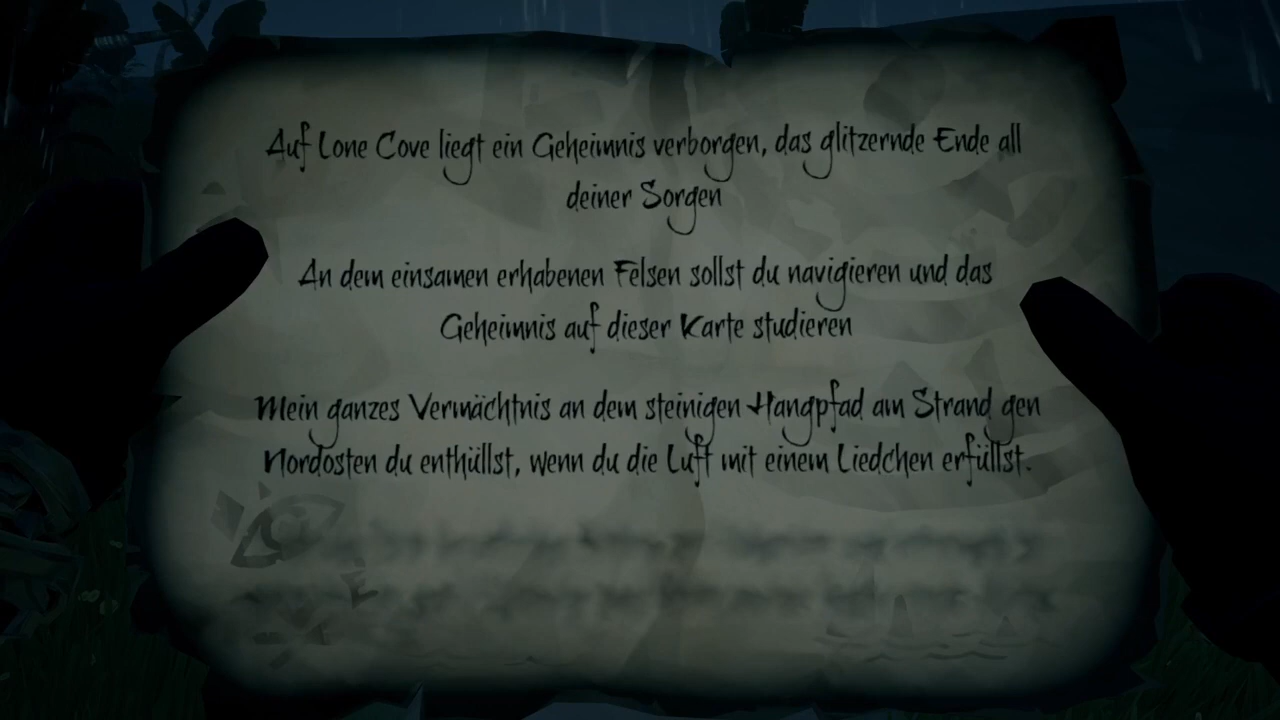 Auf Lone Cove liegt ein Geheimnis verborgen, das glitzernde Ende all
deiner Sorgen
An dem einsamen erhabenen Felsen sollst du navigieren und das
Geheimnis auf dieser Karte studieren
Mein ganzes Vermächtnis an dem steinigen Hangpfad am Strand gen
Nordosten du enthüllst, wenn du die Luft mit einem Liedchen erfüllst.